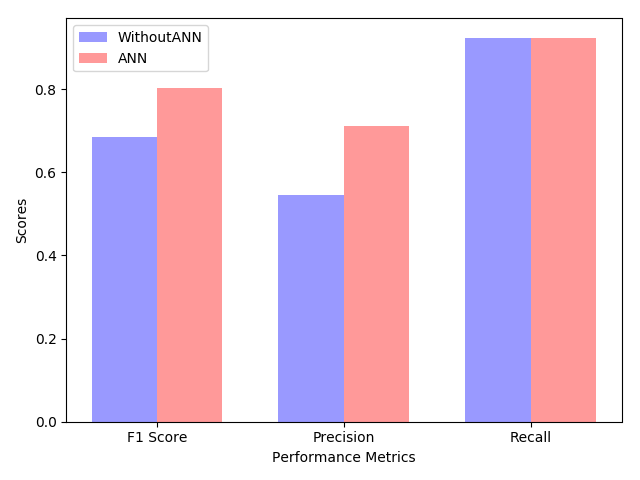 WithoutANN
ANN
0.8
0.6
0.4
0.2
0.0
Scores
F1 Score
Precision
Recall
Performance Metrics